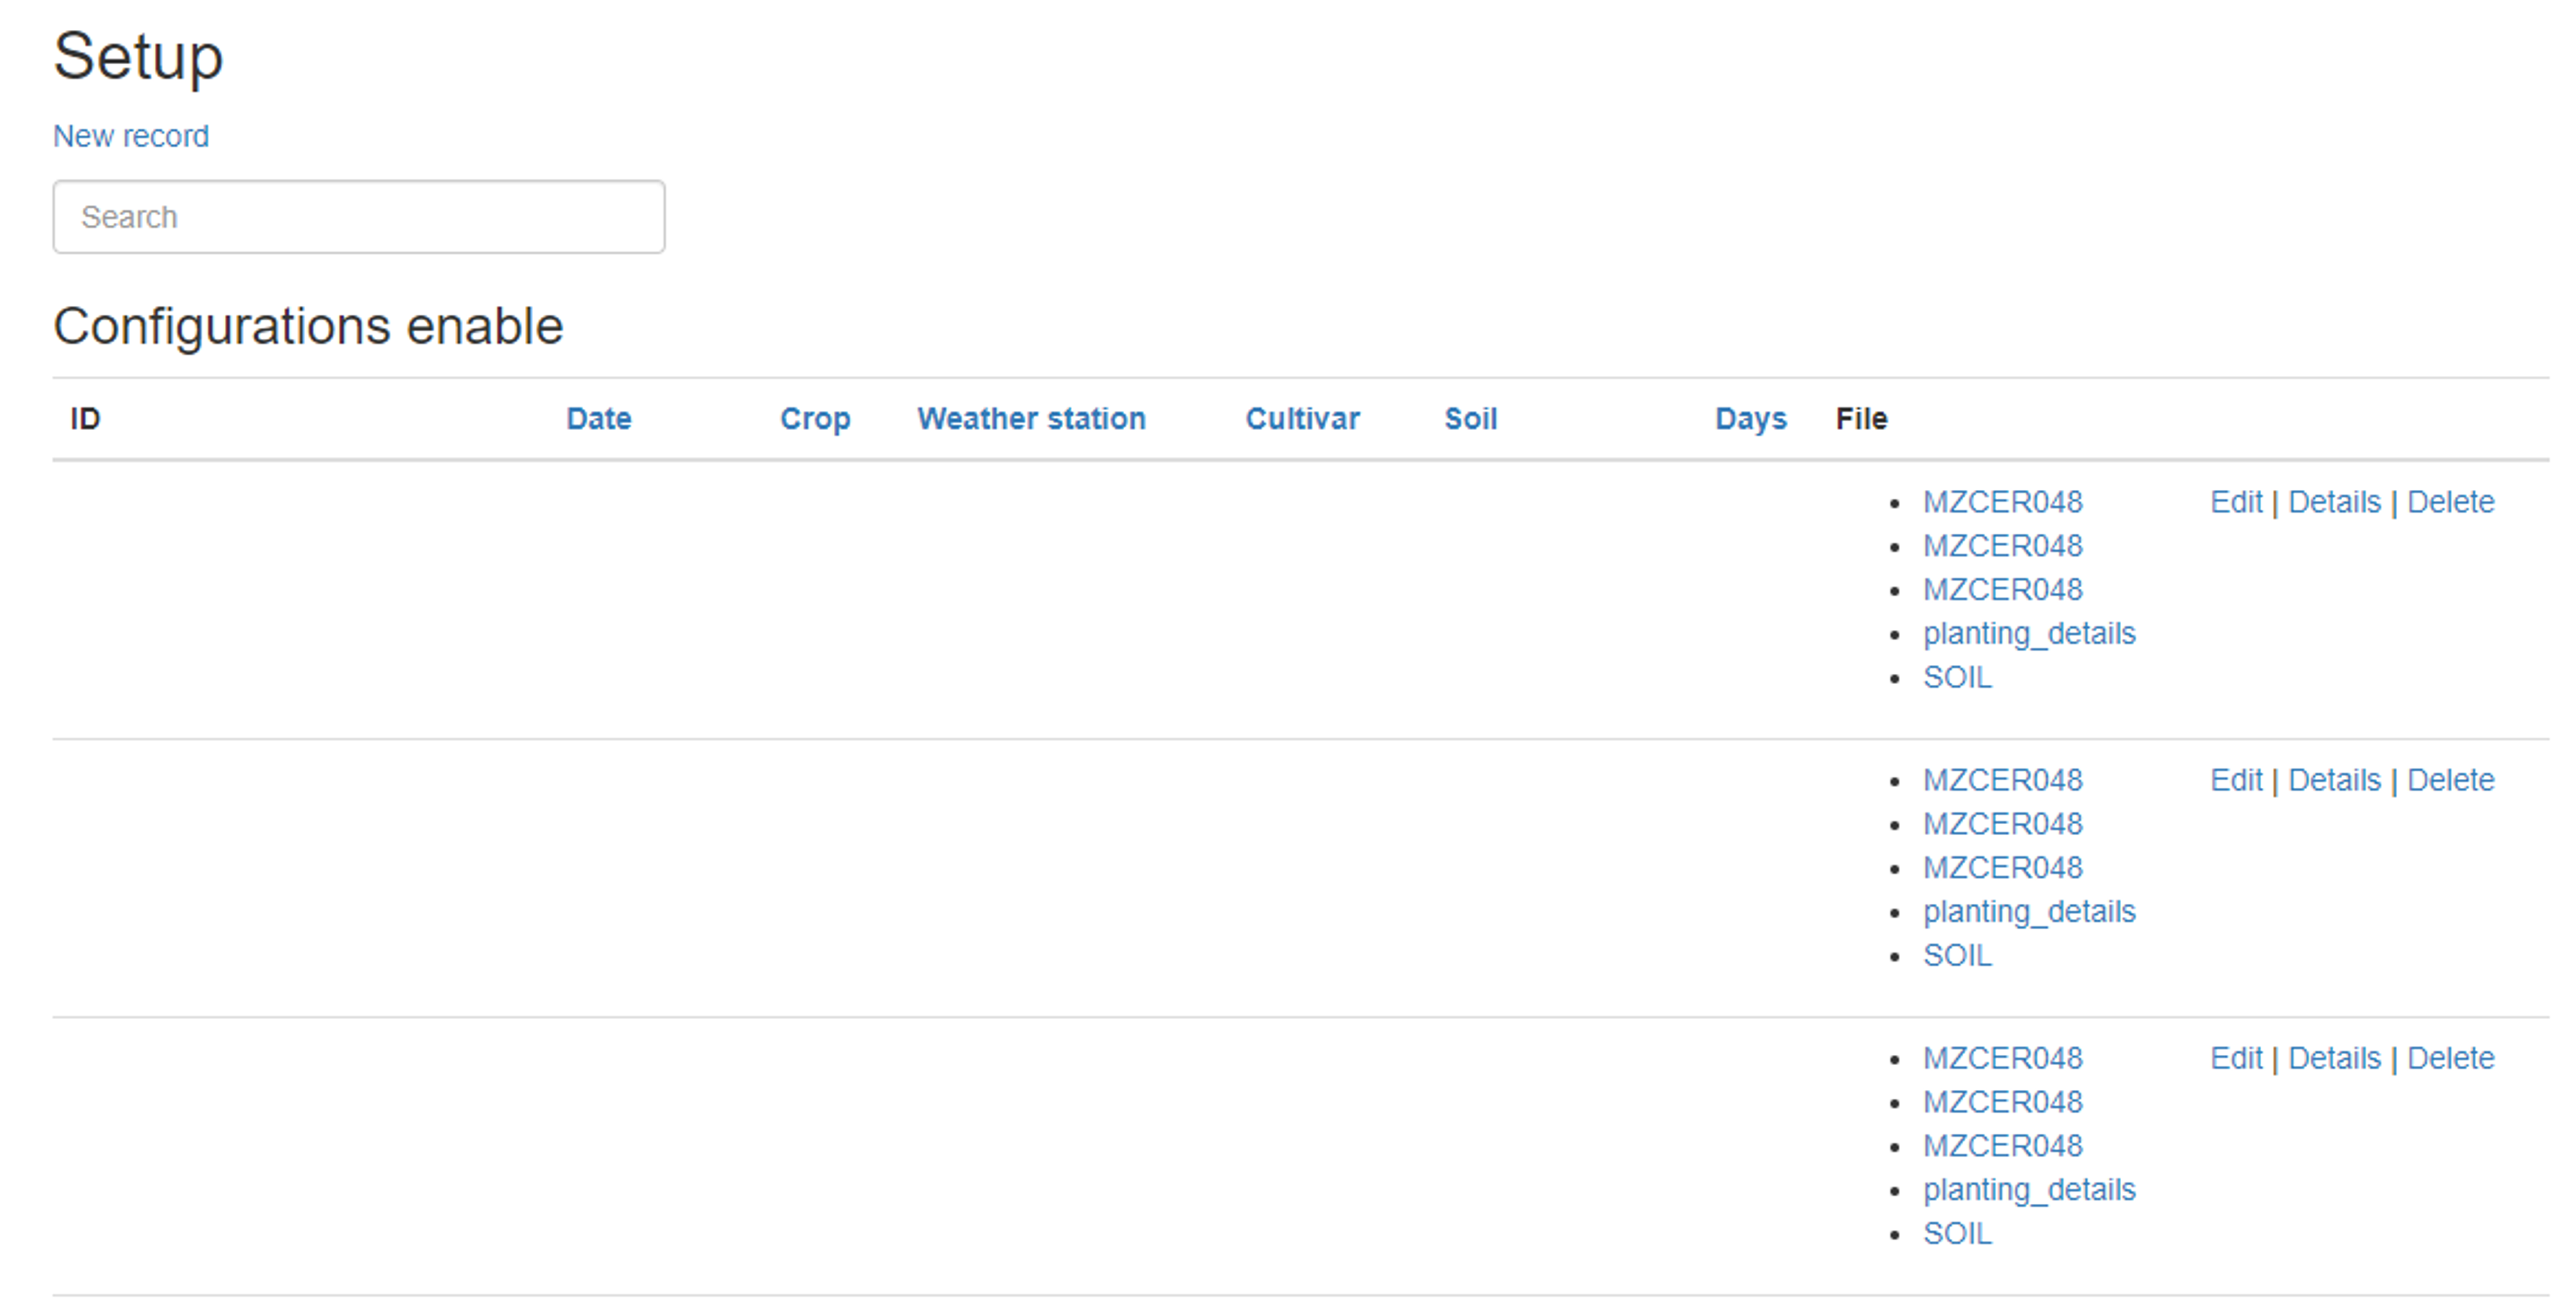 Setup
New record
Search
Configurations enable
ID Date Crop Weather station Cultivar Soil Days File
• MZCER048 Edit | Details | Delete
• MZCER048
• MZCER048
• planting_details
• SOIL
• MZCER048 Edit | Details | Delete
• MZCER048
• MZCER048
• planting_details
• SOIL
• MZCER048 Edit | Details | Delete
• MZCER048
• MZCER048
• planting_details
• SOIL